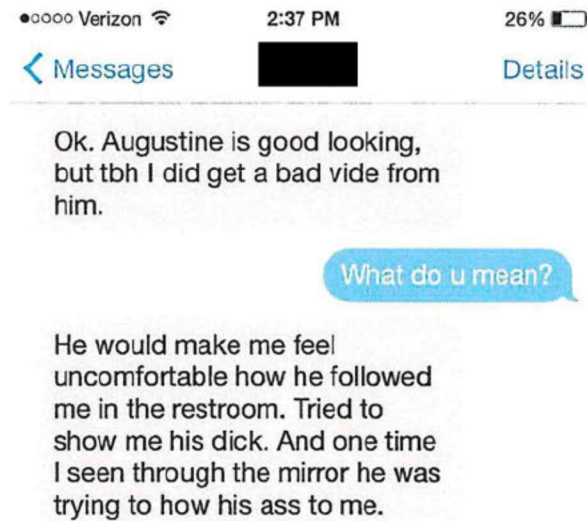 Verizon 2:37 PM 26%
Messages Details
Ok. Augustine is good looking,
but tbh I did get a bad vide from
him.
What do u mean?
He would make me feel
uncomfortable how he followed
me in the restroom. Tried to
show me his dick. And one time
I seen through the mirror he was
trying to how his ass to me.